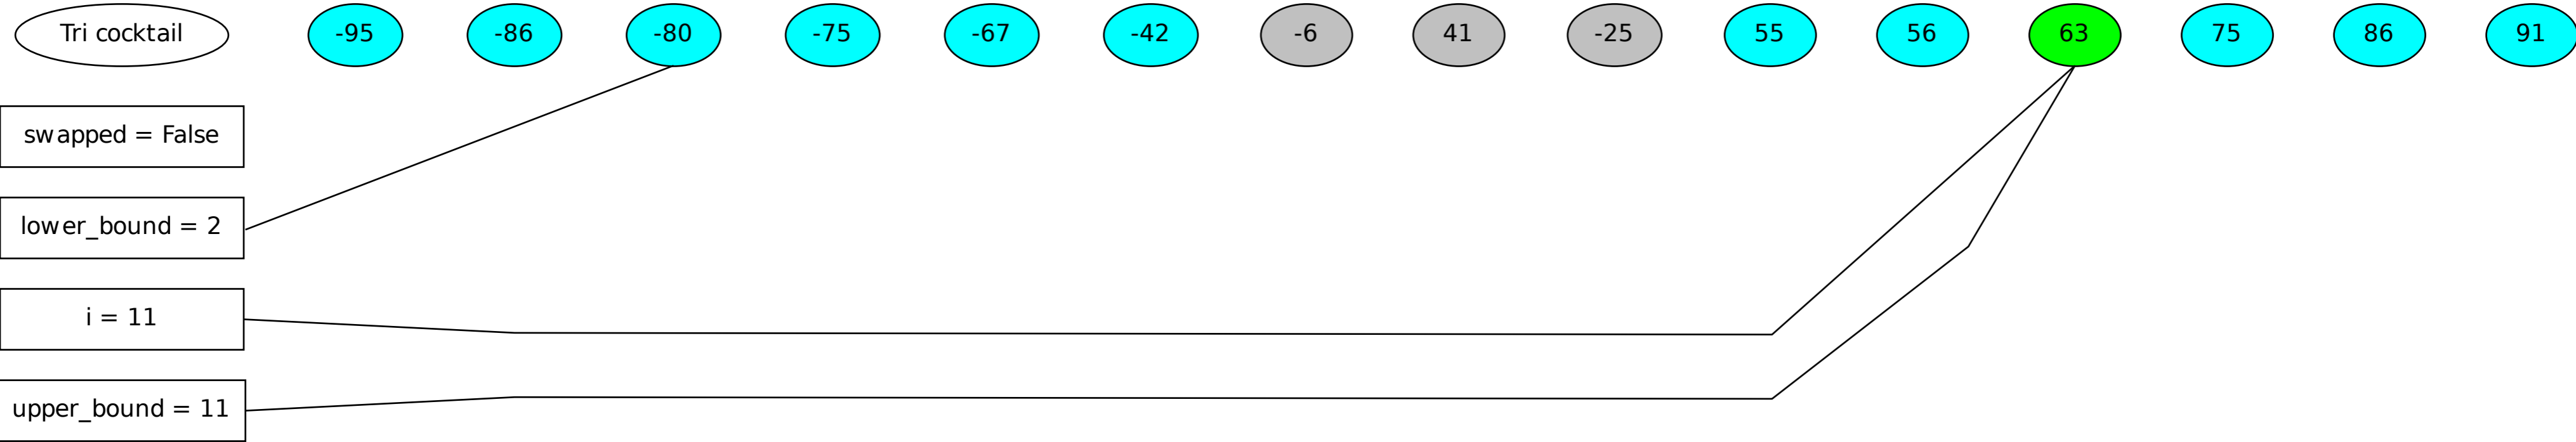 Tri cocktail -95 -86 -80 -75 -67 -42 -6 41 -25 55 56 63 75 86 91
swapped = False
lower_bound = 2
i = 11
upper_bound = 11